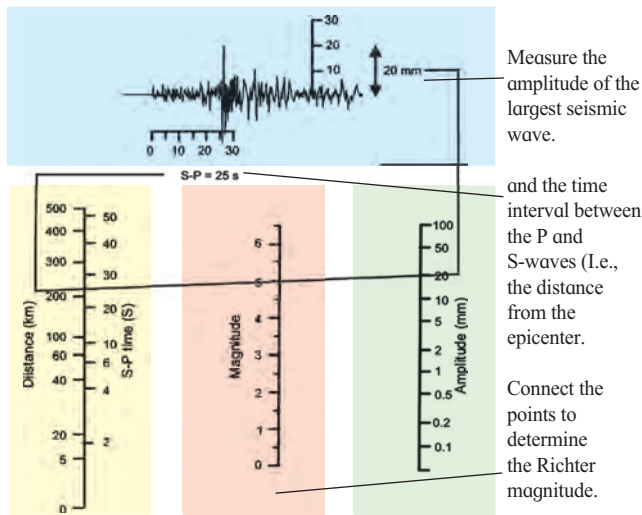 30
20
10
20 mm
0 10 20 30
S-P = 25 s
Measure the
amplitude of the
largest seismic
wave.
and the time
interval between
the P and
S-waves (I.e.,
the distance
from the
epicenter.
Connect the
points to
determine
the Richter
magnitude.
Distance (km)
500
400
300
200
100
60
40
20
5
0
S-P time (S)
50
40
30
20
10
6
4
2
Magnitude
6
5
4
3
2
1
0
Amplitude (mm)
100
50
20
10
5
2
1
0.5
0.2
0.1